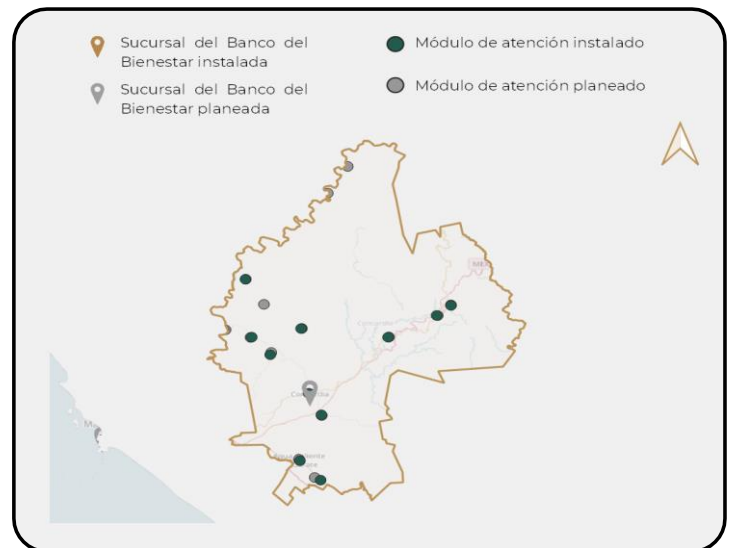 Sucursal del Banco del
Bienestar instalada
Sucursal del Banco del
Bienestar planeada
Módulo de atención instalado
Módulo de atención planeado